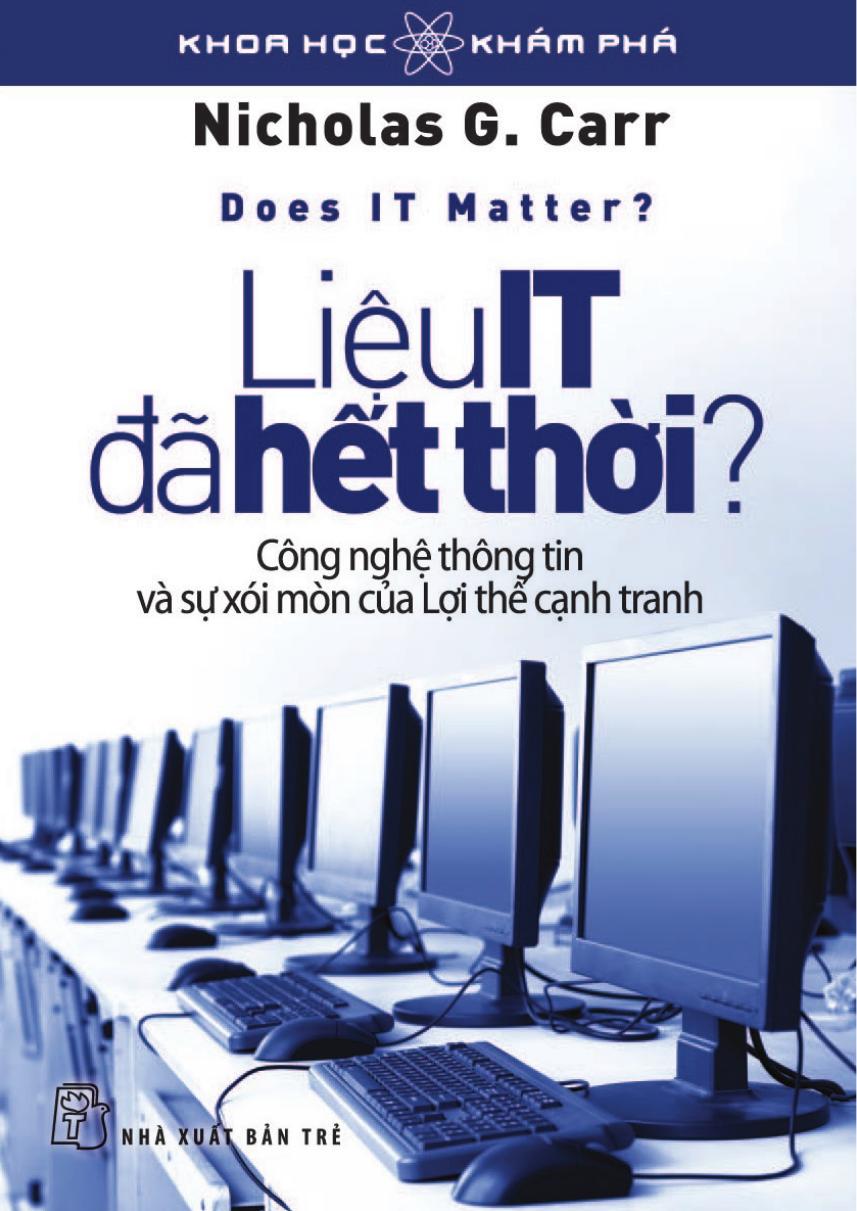 KHOA HỌC KHÁM PHÁ
Nicholas G. Carr
Does IT Matter?
Liệu IT
đã hết thời?
Công nghệ thông tin
và sự xói mòn của Lợi thế cạnh tranh
T
NHÀ XUẤT BẢN TRẺ